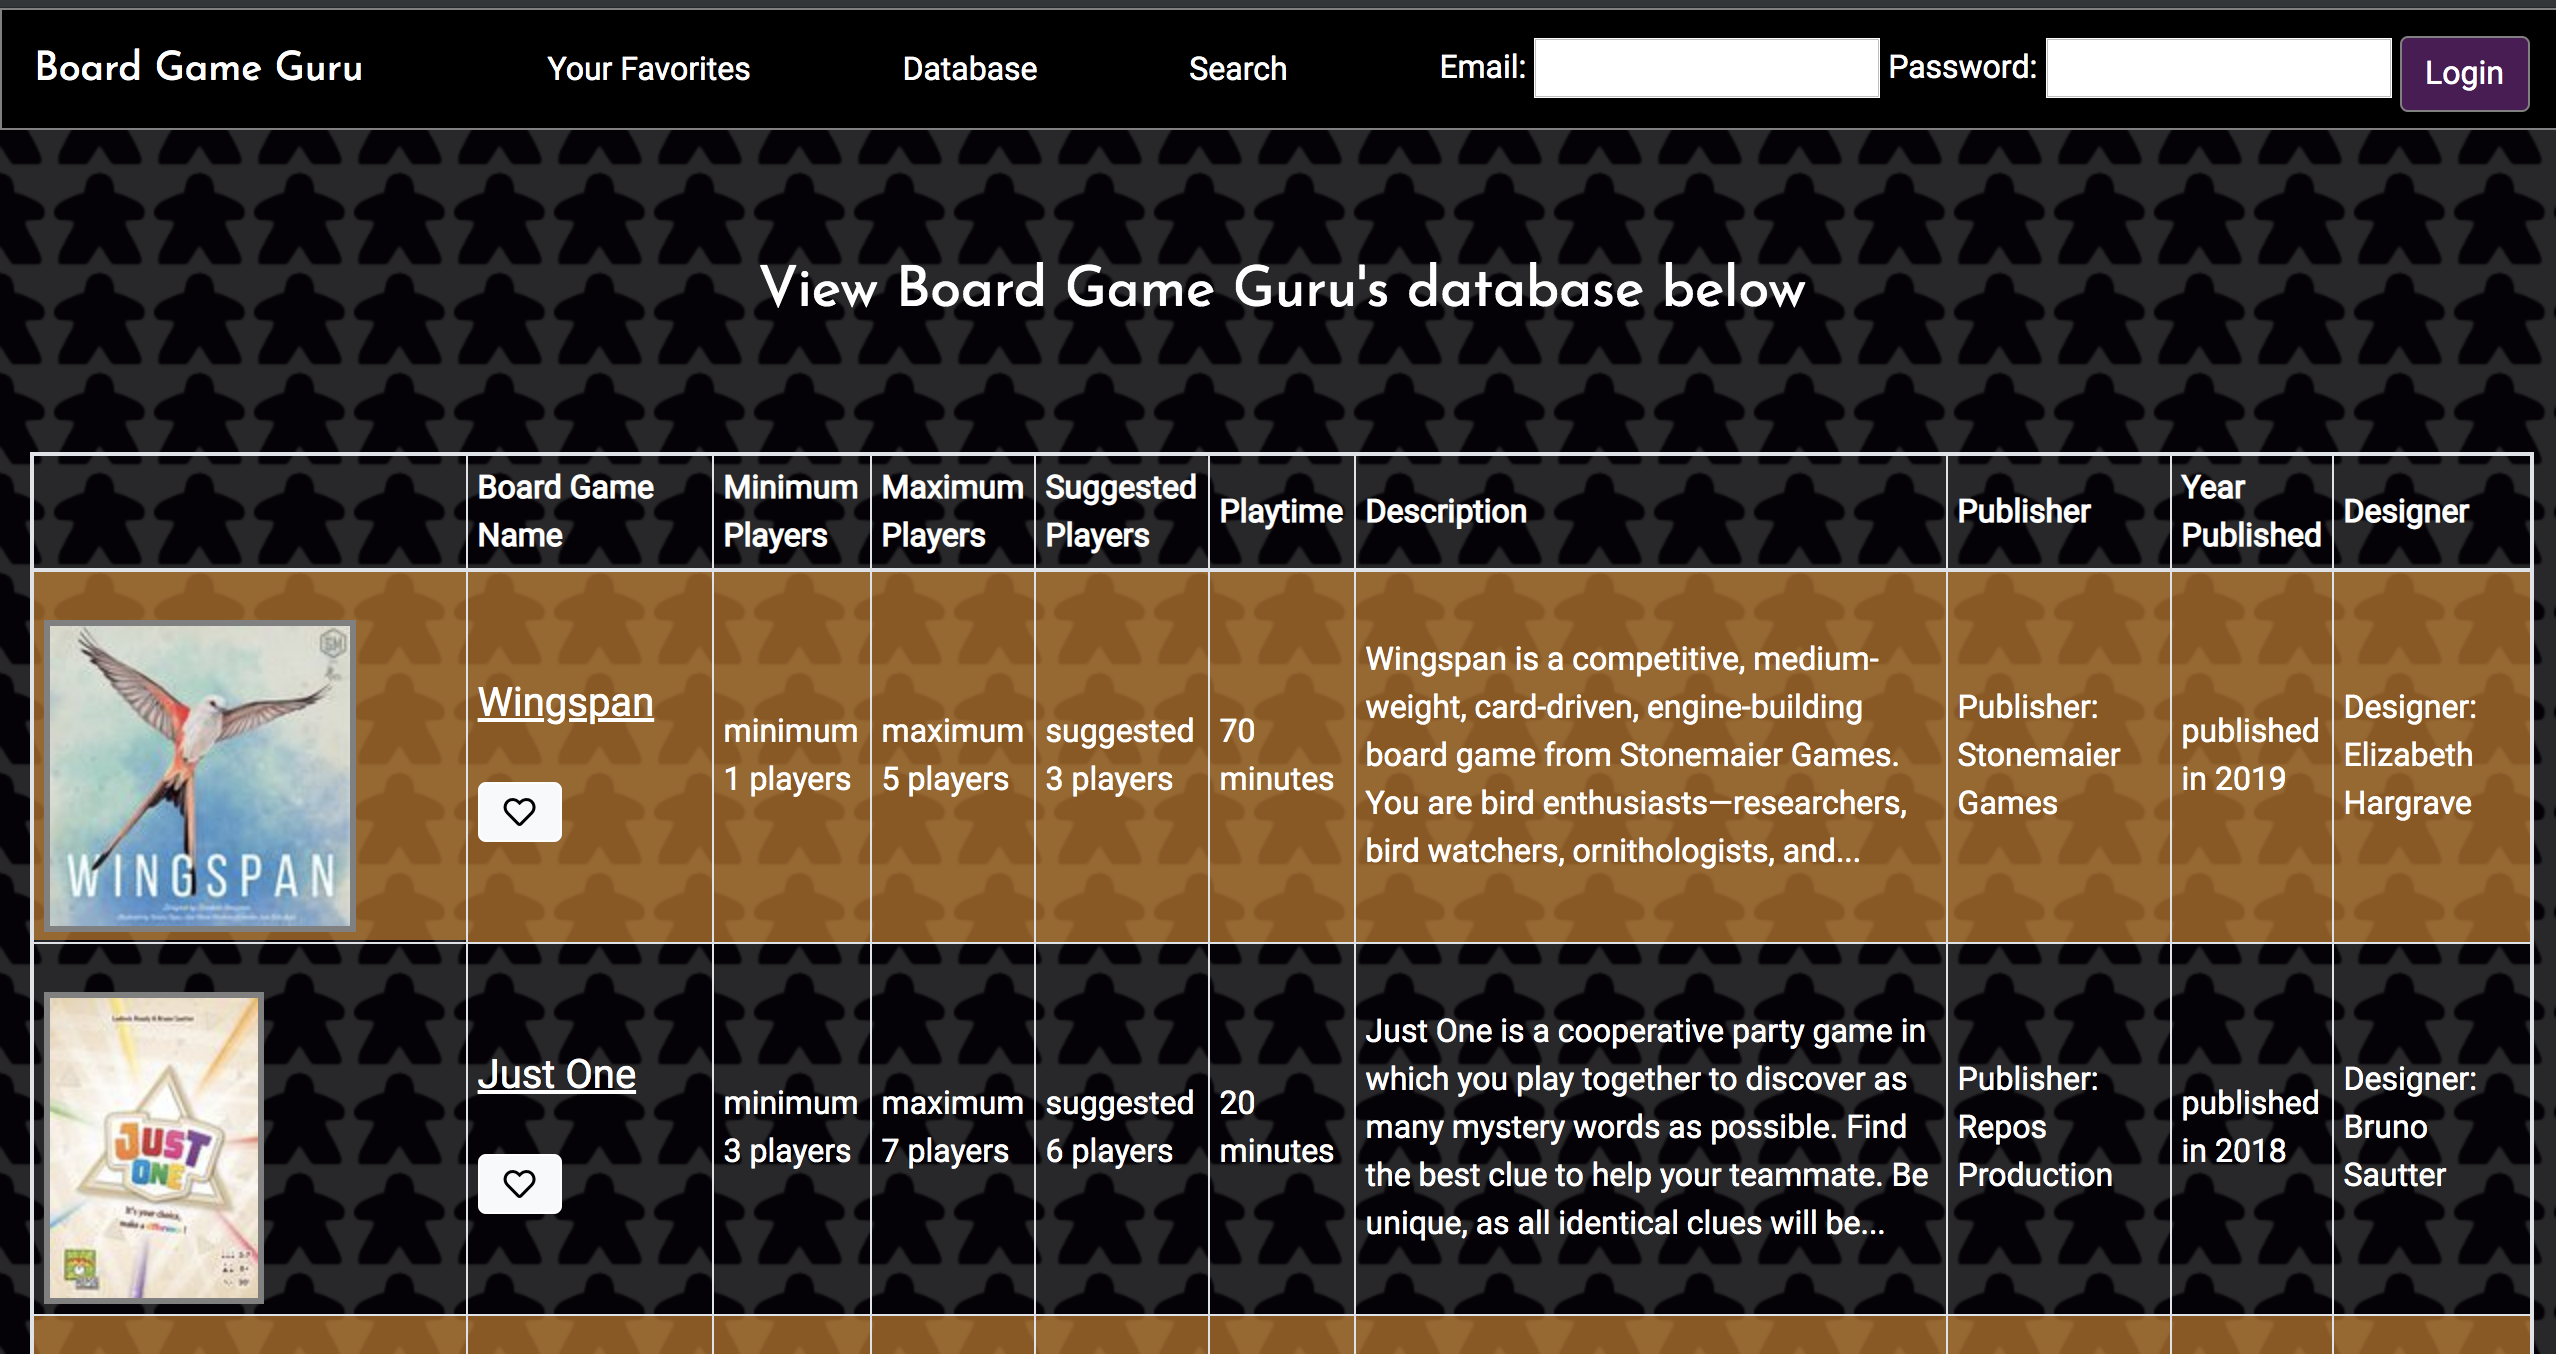 Board Game Guru
Your Favorites
Database
Search
Email:
Password:
Login
View Board Game Guru's database below
Board Game
Name
Minimum
Players
Maximum
Players
Suggested
Players
Playtime
Description
Publisher
Year
Published
Designer
WINGSPAN
Wingspan
minimum
1 players
maximum
5 players
suggested
3 players
70
minutes
Wingspan is a competitive, medium-
weight, card-driven, engine-building
board game from Stonemaier Games.
You are bird enthusiasts—researchers,
bird watchers, ornithologists, and...
Publisher:
Stonemaier
Games
published
in 2019
Designer:
Elizabeth
Hargrave
JUST
ONE
It's your choice,
make a difference!
Just One
minimum
3 players
maximum
7 players
suggested
6 players
20
minutes
Just One is a cooperative party game in
which you play together to discover as
many mystery words as possible. Find
the best clue to help your teammate. Be
unique, as all identical clues will be...
Publisher:
Repos
Production
published
in 2018
Designer:
Bruno
Sautter